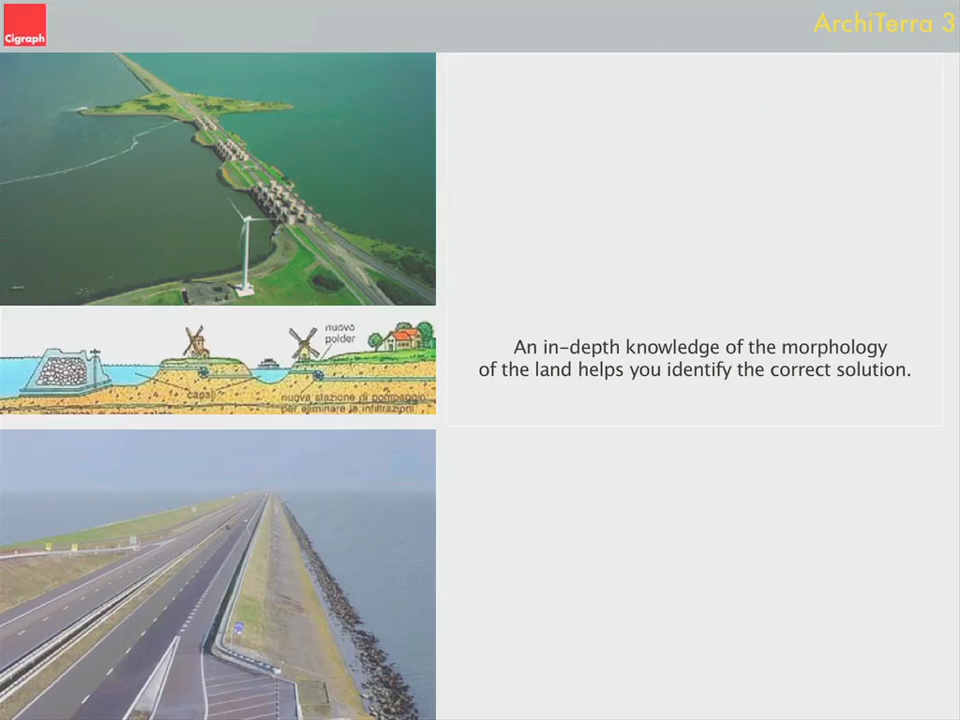 Cigraph
ArchiTerra 3
nuovo
polder
canali
nuova stazione di pompaggio
per eliminare le infiltrazioni
An in-depth knowledge of the morphology
of the land helps you identify the correct solution.